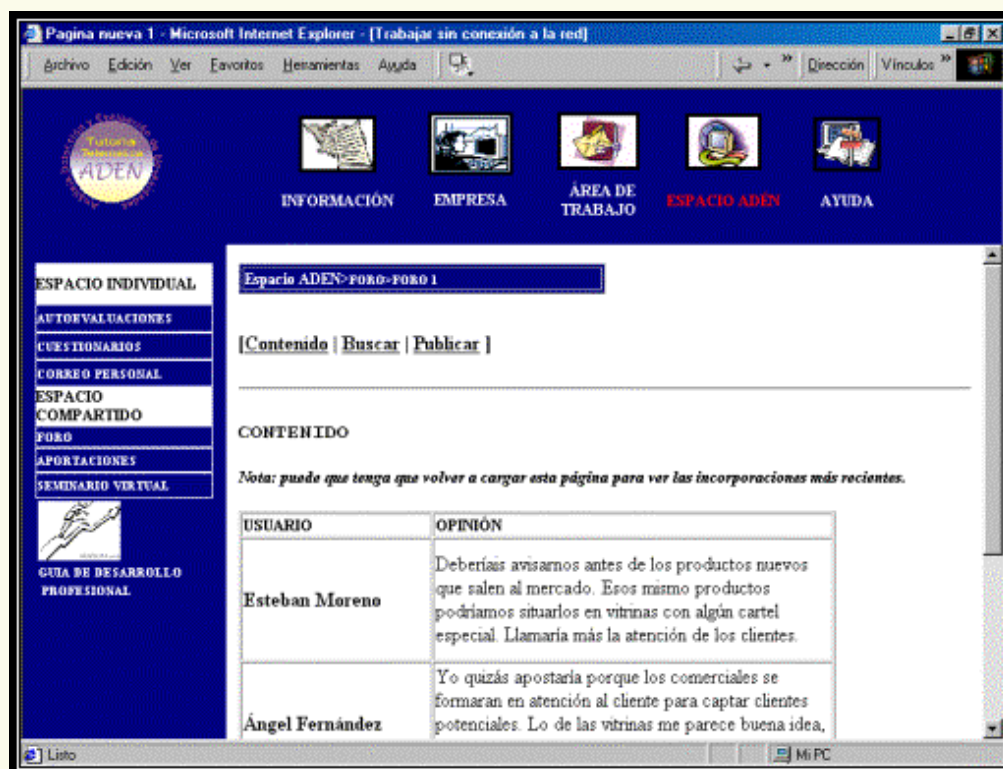 Pagina nueva 1 - Microsoft Internet Explorer - [Trabajar sin conexión a la red]
Archivo Edición Ver Favoritos Herramientas Ayuda
Dirección Vínculos »
Tutoría
Telemática
ADEN
INFORMACIÓN
EMPRESA
ÁREA DE
TRABAJO
ESPACIO ADÉN
AYUDA
ESPACIO INDIVIDUAL
AUTOEVALUACIONES
CUESTIONARIOS
CORREO PERSONAL
ESPACIO
COMPARTIDO
FORO
APORTACIONES
SEMINARIO VIRTUAL
GUIA DE DESARROLLO
PROFESIONAL
Espacio ADEN>FORO>FORO 1
[Contenido | Buscar | Publicar ]
CONTENIDO
Nota: puede que tenga que volver a cargar esta página para ver las incorporaciones más recientes.
USUARIO OPINIÓN
Esteban Moreno
Deberíais avisarnos antes de los productos nuevos
que salen al mercado. Esos mismo productos
podríamos situarlos en vitrinas con algún cartel
especial. Llamaría más la atención de los clientes.
Ángel Fernández
Yo quizás apostaría porque los comerciales se
formaran en atención al cliente para captar clientes
potenciales. Lo de las vitrinas me parece buena idea,
Listo
Mi PC